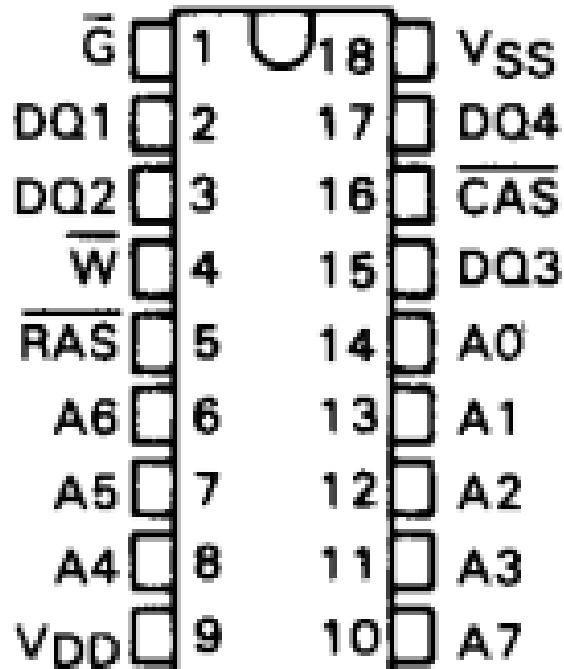 G̅ 1 18 VSS
DQ1 2 17 DQ4
DQ2 3 16 C̅A̅S̅
W̅ 4 15 DQ3
R̅A̅S̅ 5 14 A0
A6 6 13 A1
A5 7 12 A2
A4 8 11 A3
VDD 9 10 A7